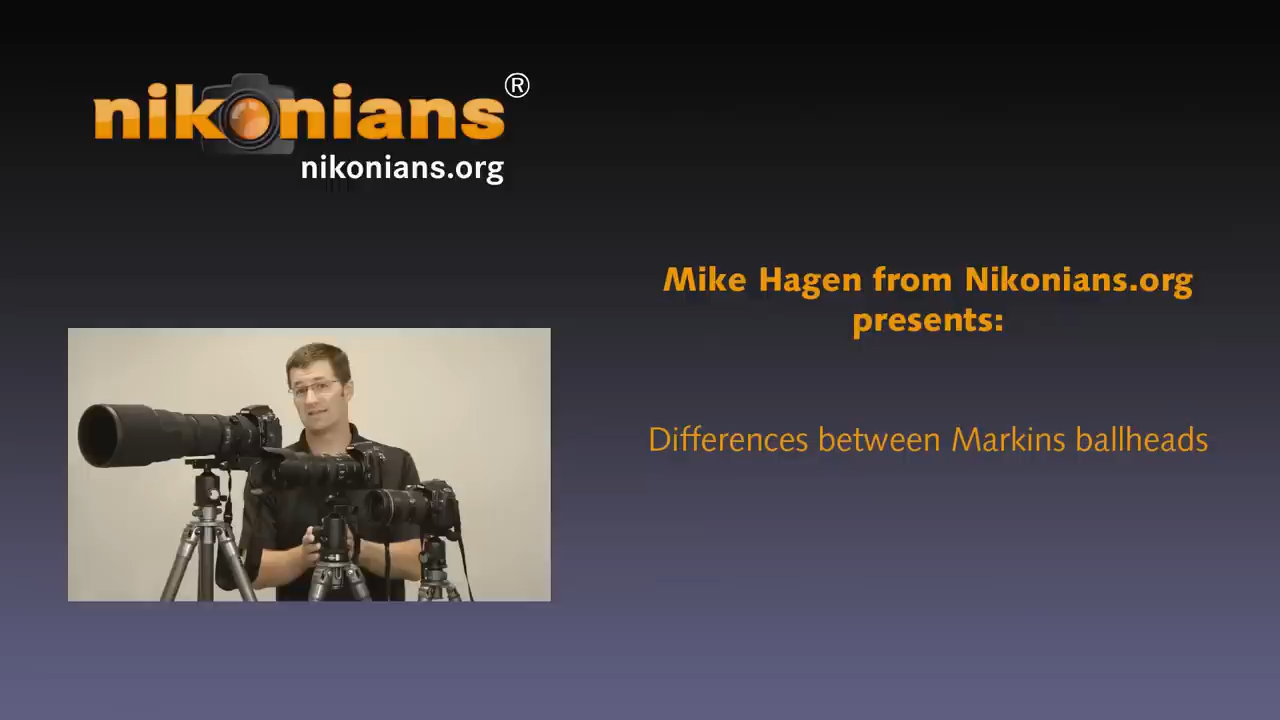 nikonians®
nikonians.org
Mike Hagen from Nikonians.org
presents:
Differences between Markins ballheads